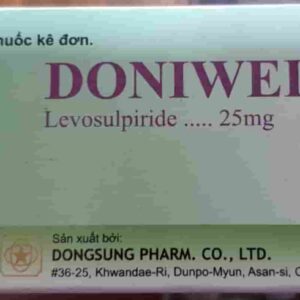 uốc kê đơn.
DONIWEL
Levosulpiride ..... 25mg
Sản xuất bởi:
DONGSUNG PHARM. CO., LTD.
#36-25, Khwandae-Ri, Dunpo-Myun, Asan-si, C